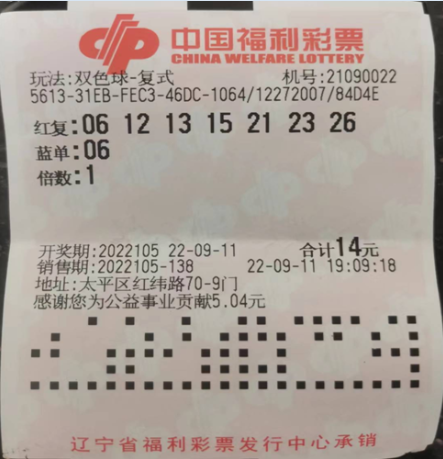 中国福利彩票
CHINA WELFARE LOTTERY
玩法:双色球-复式 机号:21090022
5613-31EB-FEC3-46DC-1064/12272007/84D4E
红复:06 12 13 15 21 23 26
蓝单:06
倍数:1
开奖期:2022105 22-09-11 合计14元
销售期:2022105-138 22-09-11 19:09:18
地址:太平区红纬路70-9门
感谢您为公益事业贡献5.04元
辽宁省福利彩票发行中心承销